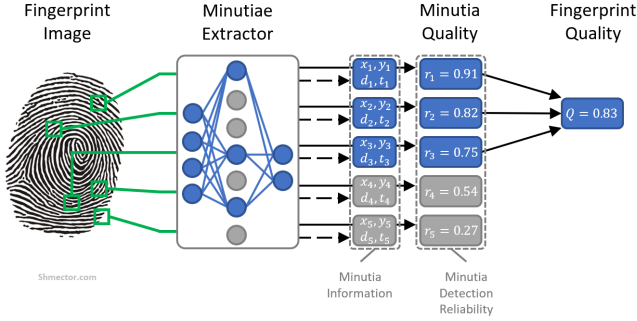 Fingerprint
Image
Minutiae
Extractor
Minutia
Quality
Fingerprint
Quality
x₁, y₁
d₁, t₁
r₁ = 0.91
x₂, y₂
d₂, t₂
r₂ = 0.82
Q = 0.83
x₃, y₃
d₃, t₃
r₃ = 0.75
x₄, y₄
d₄, t₄
r₄ = 0.54
x₅, y₅
d₅, t₅
r₅ = 0.27
Shmector.com
Minutia
Information
Minutia
Detection
Reliability